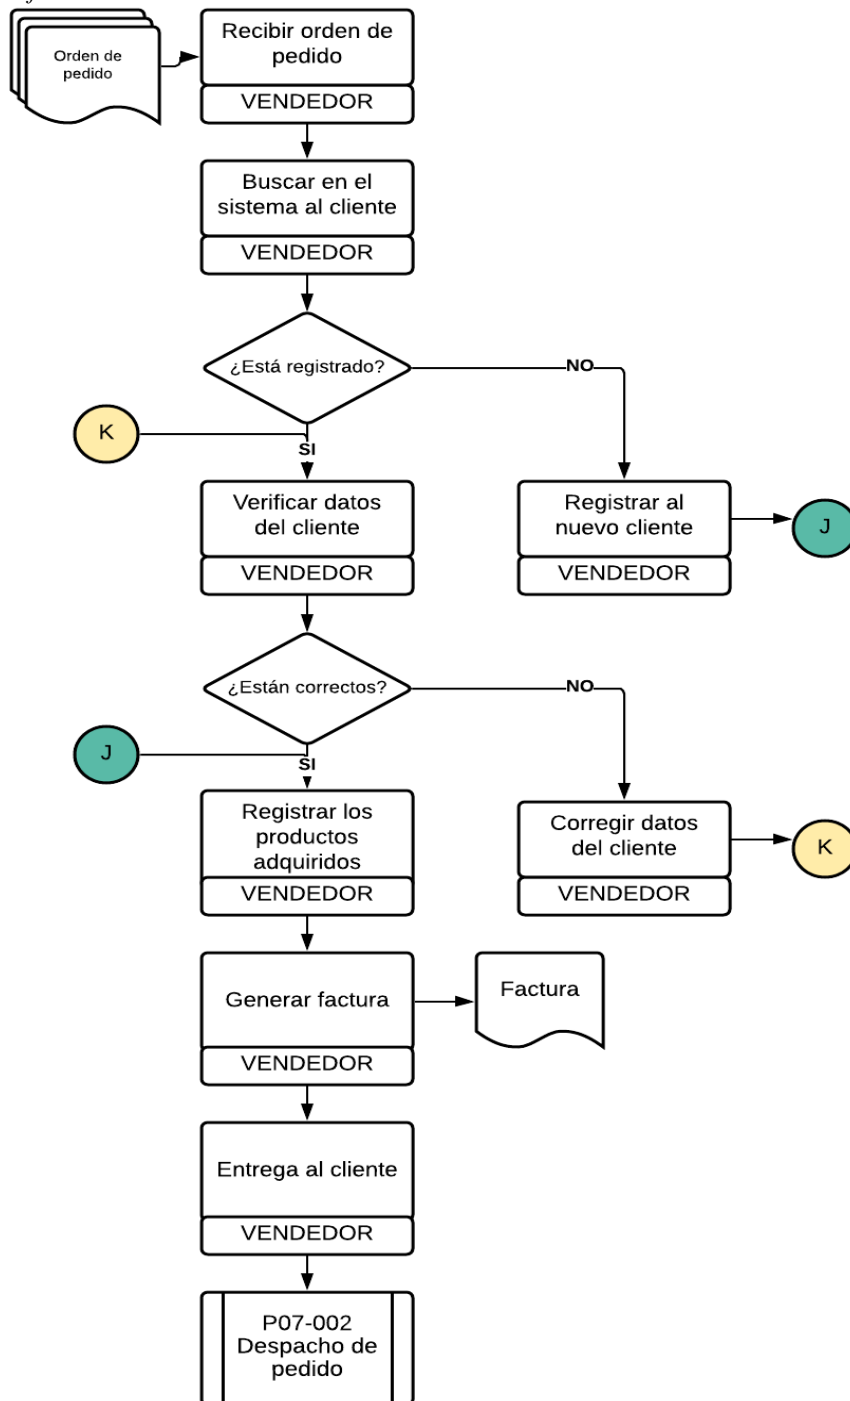 Orden de
pedido
Recibir orden de
pedido
VENDEDOR
Buscar en el
sistema al cliente
VENDEDOR
¿Está registrado?
NO
K
SI
Verificar datos
del cliente
VENDEDOR
Registrar al
nuevo cliente
VENDEDOR
J
¿Están correctos?
NO
J
SI
Registrar los
productos
adquiridos
VENDEDOR
Corregir datos
del cliente
VENDEDOR
K
Generar factura
VENDEDOR
Factura
Entrega al cliente
VENDEDOR
P07-002
Despacho de
pedido